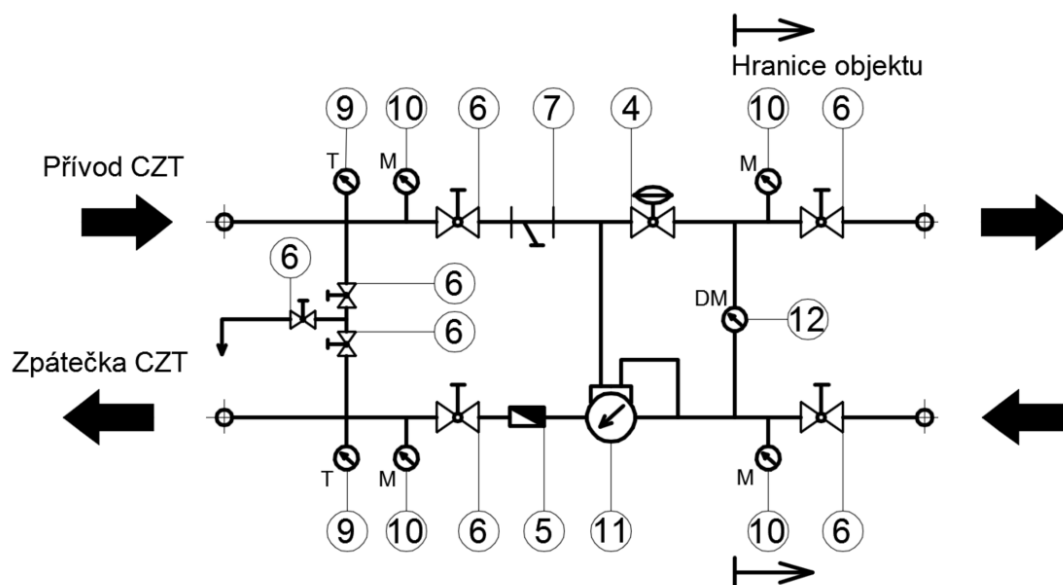 Hranice objektu
9 10 6 7 4 10 6
T M M
Přívod CZT
6
6
DM
12
6
Zpátečka CZT
T M M
9 10 6 5 11 10 6